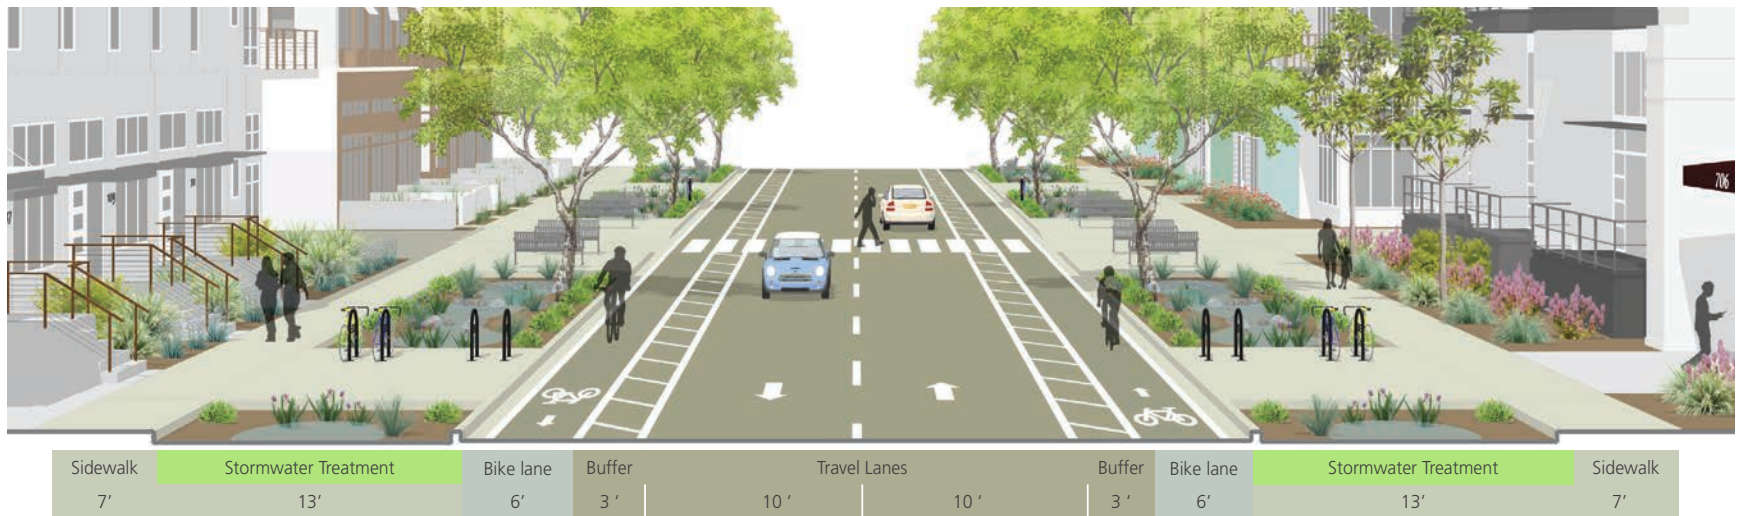 706
Sidewalk Stormwater Treatment Bike lane Buffer Travel Lanes Buffer Bike lane Stormwater Treatment Sidewalk
7’ 13’ 6’ 3 ‘ 10 ‘ 10 ‘ 3 ‘ 6’ 13’ 7’